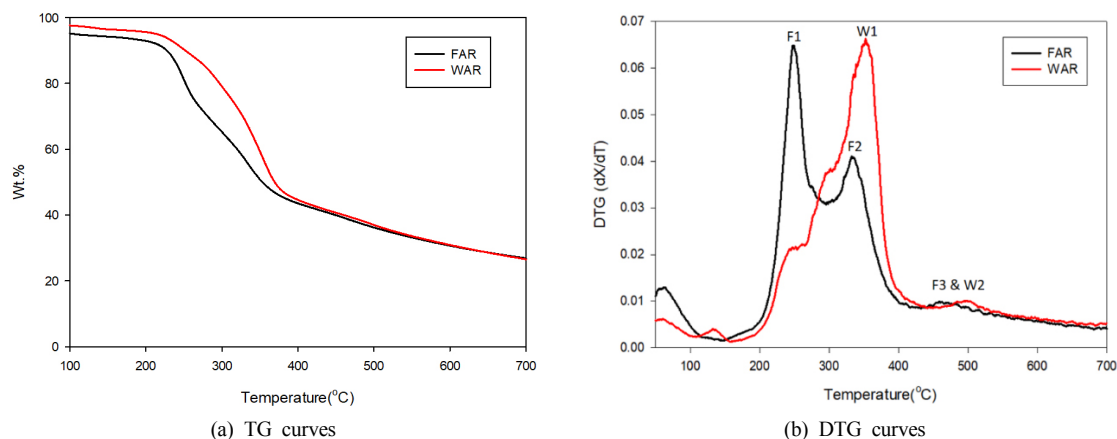 100
80
60
40
20
0
Wt.%
FAR
WAR
100 200 300 400 500 600 700
Temperature(°C)
(a) TG curves
0.07
0.06
0.05
0.04
0.03
0.02
0.01
0.00
DTG (dX/dT)
F1
W1
F2
F3 & W2
FAR
WAR
100 200 300 400 500 600 700
Temperature(°C)
(b) DTG curves